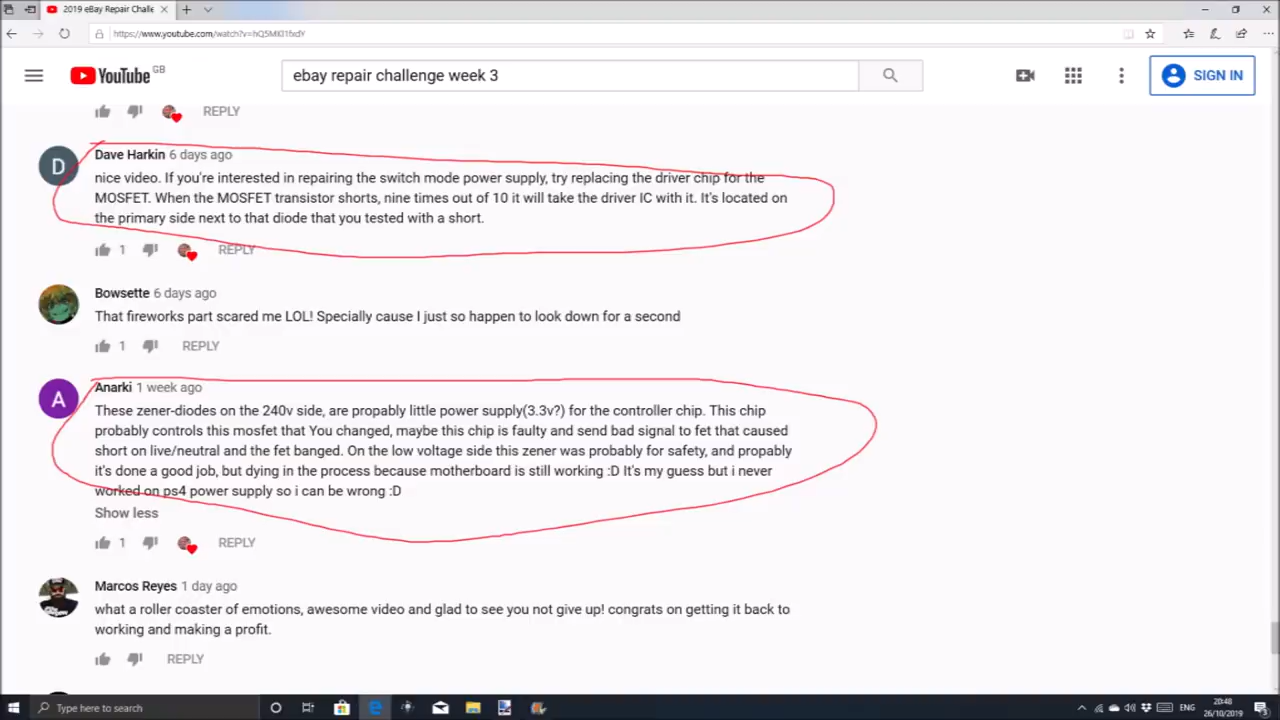 2019 eBay Repair Challe
https://www.youtube.com/watch?v=hQ5MKl1fxdY
YouTube GB
ebay repair challenge week 3
SIGN IN
REPLY
Dave Harkin 6 days ago
nice video. If you're interested in repairing the switch mode power supply, try replacing the driver chip for the
MOSFET. When the MOSFET transistor shorts, nine times out of 10 it will take the driver IC with it. It's located on
the primary side next to that diode that you tested with a short.
1 REPLY
Bowsette 6 days ago
That fireworks part scared me LOL! Specially cause I just so happen to look down for a second
1 REPLY
Anarki 1 week ago
These zener-diodes on the 240v side, are propably little power supply(3.3v?) for the controller chip. This chip
probably controls this mosfet that You changed, maybe this chip is faulty and send bad signal to fet that caused
short on live/neutral and the fet banged. On the low voltage side this zener was probably for safety, and propably
it's done a good job, but dying in the process because motherboard is still working :D It's my guess but i never
worked on ps4 power supply so i can be wrong :D
Show less
1 REPLY
Marcos Reyes 1 day ago
what a roller coaster of emotions, awesome video and glad to see you not give up! congrats on getting it back to
working and making a profit.
REPLY
D
A
Type here to search
ENG
20:48
26/10/2019
3